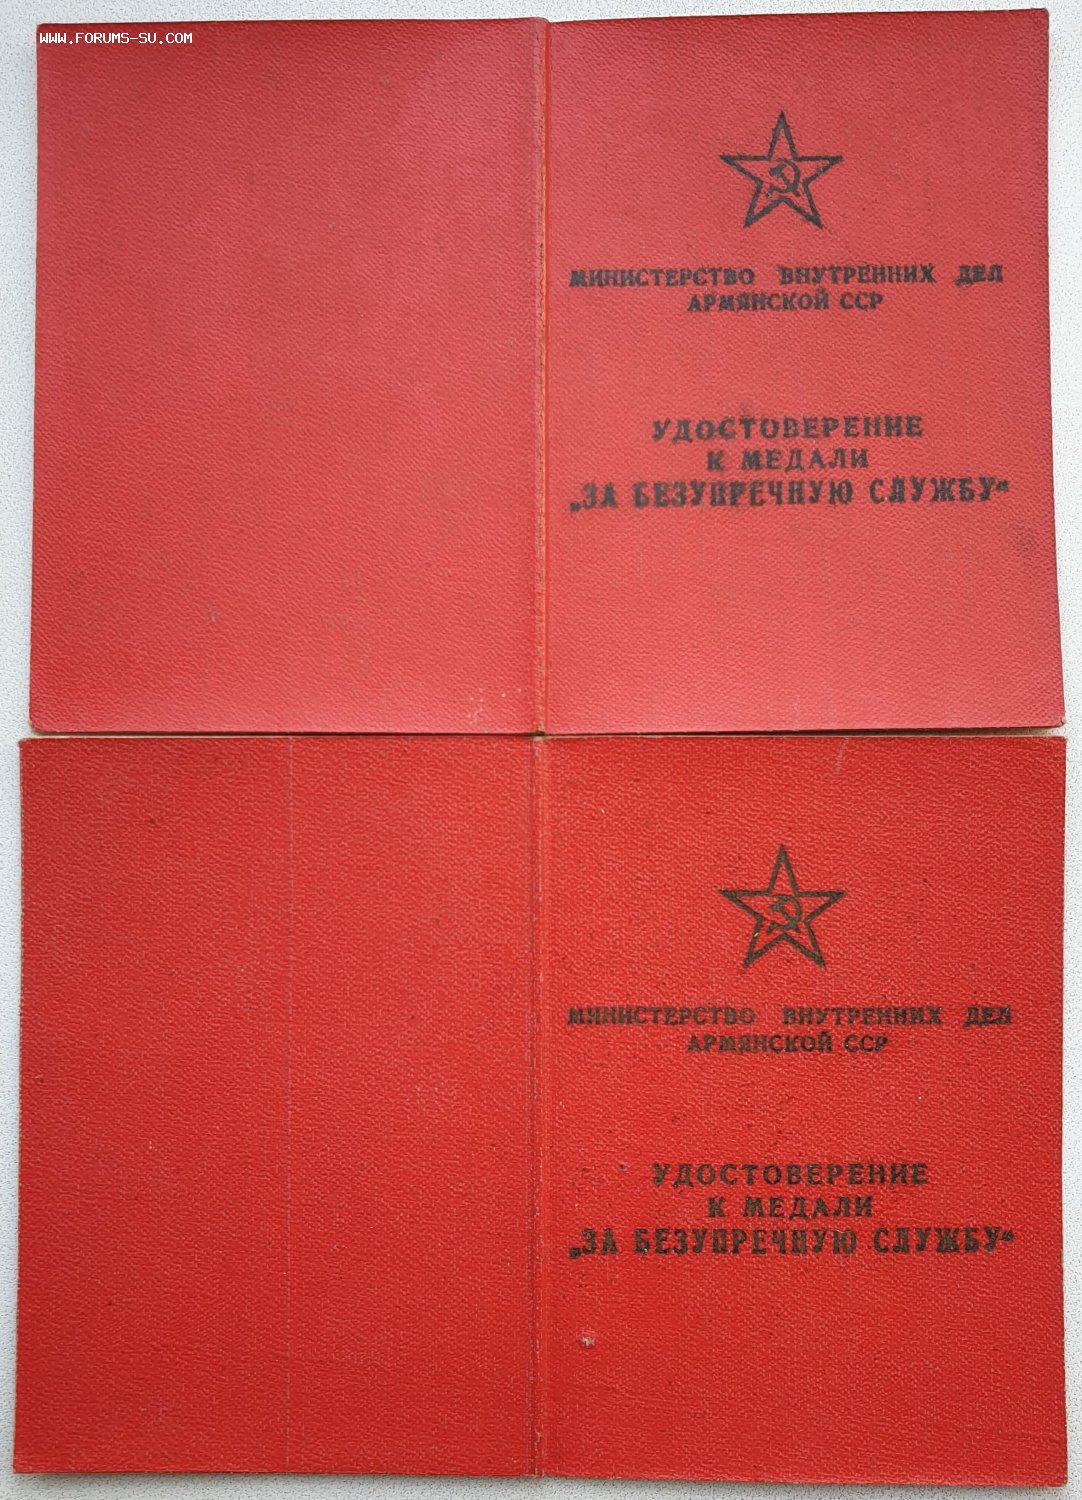 WWW.FORUMS-SU.COM
МИНИСТЕРСТВО ВНУТРЕННИХ ДЕЛ
АРМЯНСКОЙ ССР
УДОСТОВЕРЕНИЕ
К МЕДАЛИ
„ЗА БЕЗУПРЕЧНУЮ СЛУЖБУ“
МИНИСТЕРСТВО ВНУТРЕННИХ ДЕЛ
АРМЯНСКОЙ ССР
УДОСТОВЕРЕНИЕ
К МЕДАЛИ
„ЗА БЕЗУПРЕЧНУЮ СЛУЖБУ“